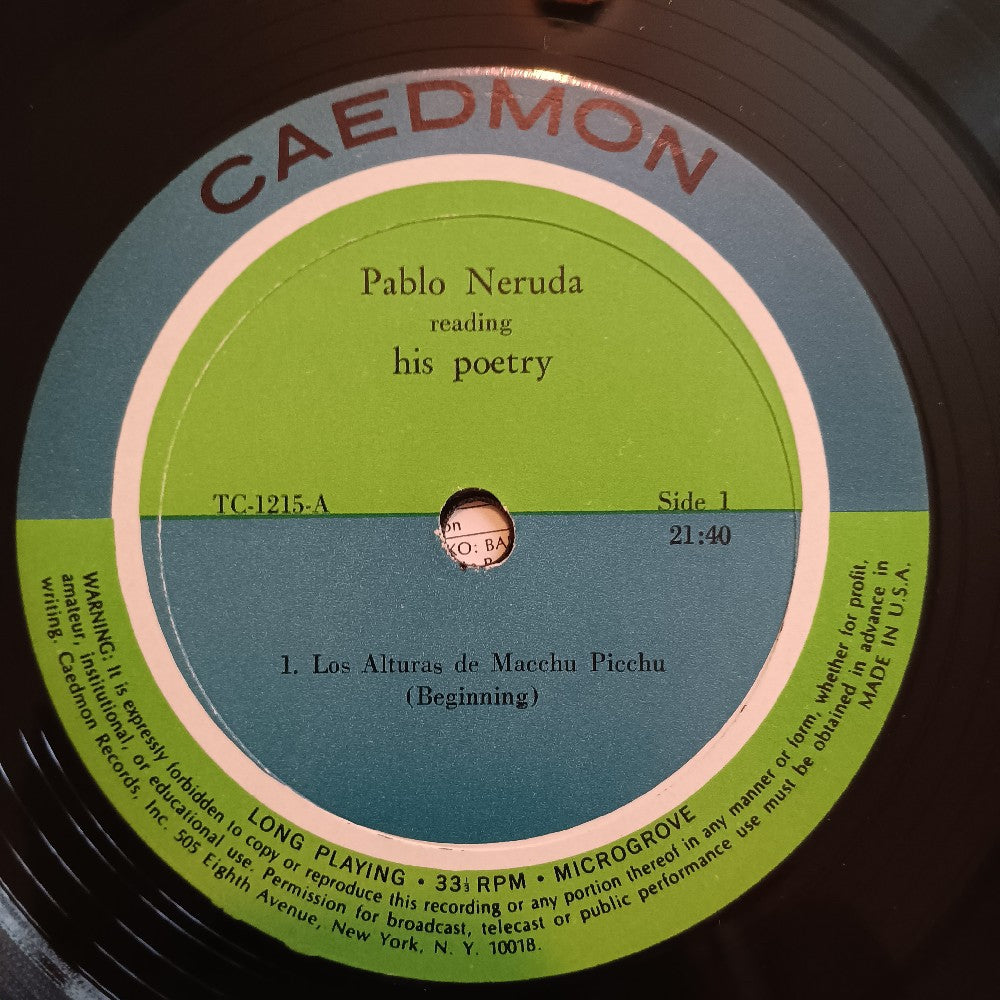 CAEDMON
Pablo Neruda
reading
his poetry
TC-1215-A
Side 1
21:40
on
KO: BA
1. Los Alturas de Macchu Picchu
(Beginning)
LONG PLAYING · 33⅓ RPM · MICROGROVE
WARNING: It is expressly forbidden to copy or reproduce this recording or any portion thereof in any manner or form, whether for profit,
amateur, institutional, or educational use. Permission for broadcast, telecast or public performance use must be obtained in advance in
writing. Caedmon Records, Inc. 505 Eighth Avenue, New York, N. Y. 10018.
MADE IN U.S.A.